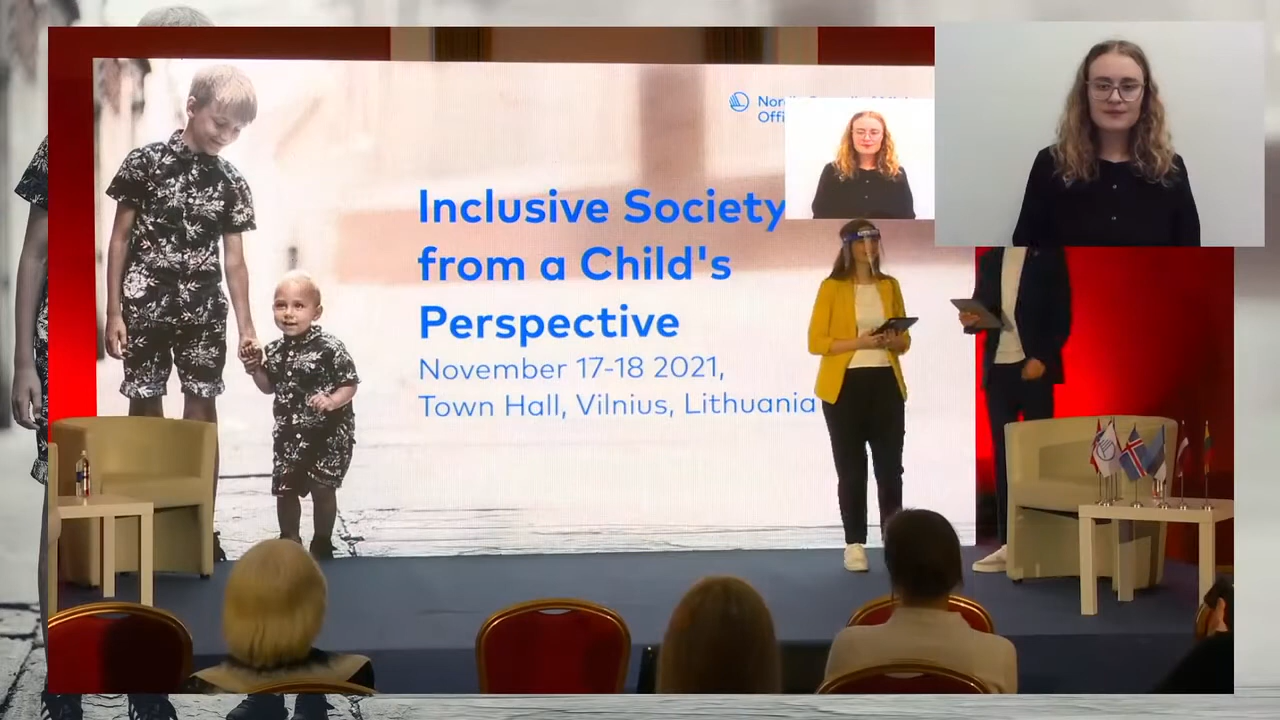 Inclusive Society
from a Child's
Perspective
November 17-18 2021,
Town Hall, Vilnius, Lithuania